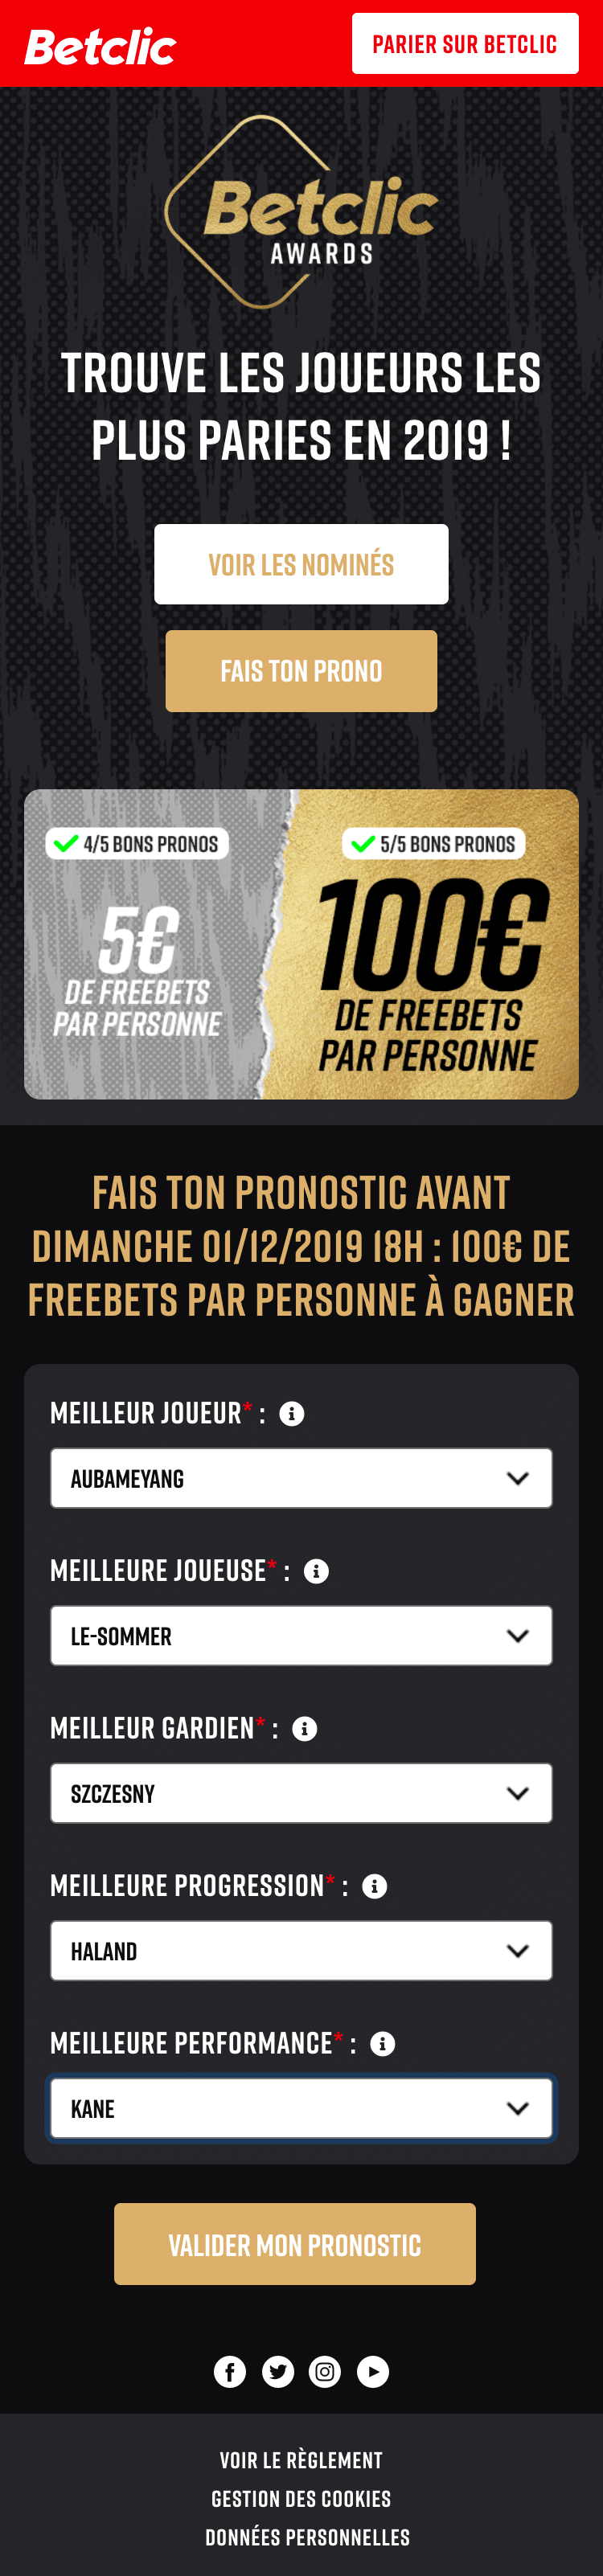 Betclic
PARIER SUR BETCLIC
Betclic
AWARDS
TROUVE LES JOUEURS LES
PLUS PARIES EN 2019 !
VOIR LES NOMINÉS
FAIS TON PRONO
4/5 BONS PRONOS
5€
DE FREEBETS
PAR PERSONNE
5/5 BONS PRONOS
100€
DE FREEBETS
PAR PERSONNE
FAIS TON PRONOSTIC AVANT
DIMANCHE 01/12/2019 18H : 100€ DE
FREEBETS PAR PERSONNE À GAGNER
MEILLEUR JOUEUR* :
AUBAMEYANG
MEILLEURE JOUEUSE* :
LE-SOMMER
MEILLEUR GARDIEN* :
SZCZESNY
MEILLEURE PROGRESSION* :
HALAND
MEILLEURE PERFORMANCE* :
KANE
VALIDER MON PRONOSTIC
VOIR LE RÈGLEMENT
GESTION DES COOKIES
DONNÉES PERSONNELLES